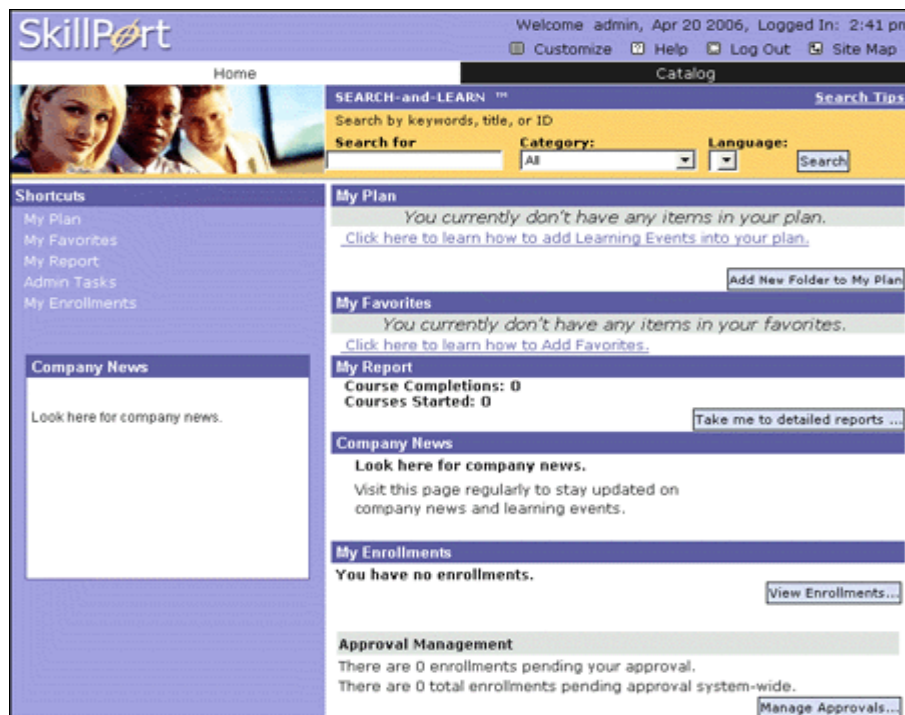 SkillPort
Welcome admin, Apr 20 2006, Logged In: 2:41 pm
Customize Help Log Out Site Map
Home Catalog
SEARCH-and-LEARN ™ Search Tips
Search by keywords, title, or ID
Search for Category: Language:
All Search
Shortcuts
My Plan
My Favorites
My Report
Admin Tasks
My Enrollments
Company News
Look here for company news.
My Plan
You currently don't have any items in your plan.
Click here to learn how to add Learning Events into your plan.
Add New Folder to My Plan
My Favorites
You currently don't have any items in your favorites.
Click here to learn how to Add Favorites.
My Report
Course Completions: 0
Courses Started: 0
Take me to detailed reports ...
Company News
Look here for company news.
Visit this page regularly to stay updated on
company news and learning events.
My Enrollments
You have no enrollments.
View Enrollments...
Approval Management
There are 0 enrollments pending your approval.
There are 0 total enrollments pending approval system-wide.
Manage Approvals...